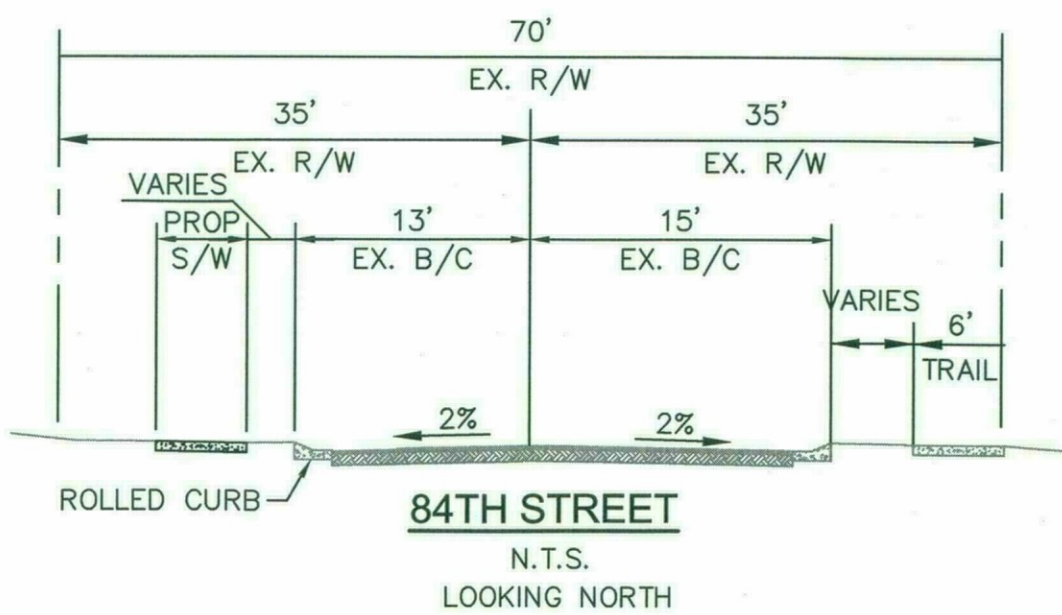 70'
EX. R/W
35'
35'
EX. R/W
EX. R/W
VARIES
PROP
S/W
13'
EX. B/C
15'
EX. B/C
VARIES
6'
TRAIL
2%
2%
ROLLED CURB
84TH STREET
N.T.S.
LOOKING NORTH